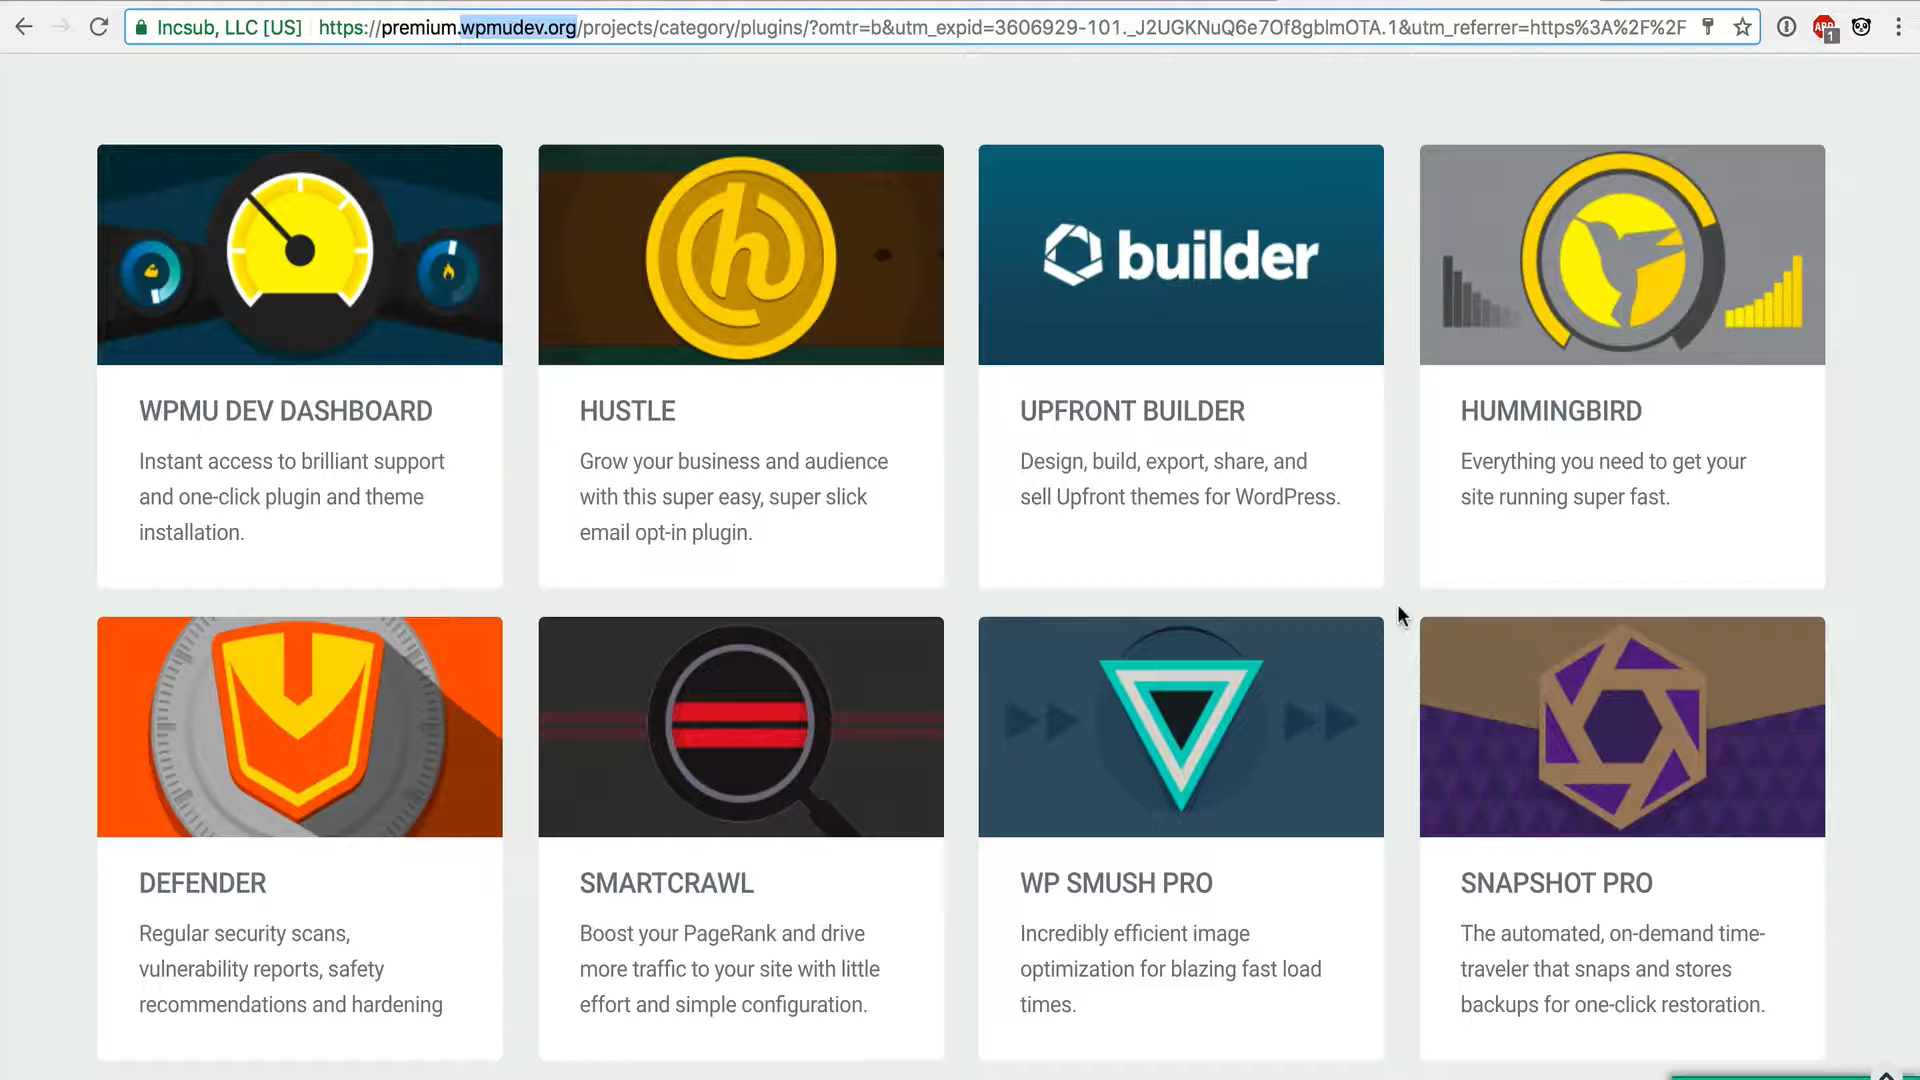 Incsub, LLC [US] https://premium.wpmudev.org/projects/category/plugins/?omtr=b&utm_expid=3606929-101._J2UGKNuQ6e7Of8gblmOTA.1&utm_referrer=https%3A%2F%2F
ABP
1
h
builder
WPMU DEV DASHBOARD
Instant access to brilliant support
and one-click plugin and theme
installation.
HUSTLE
Grow your business and audience
with this super easy, super slick
email opt-in plugin.
UPFRONT BUILDER
Design, build, export, share, and
sell Upfront themes for WordPress.
HUMMINGBIRD
Everything you need to get your
site running super fast.
DEFENDER
Regular security scans,
vulnerability reports, safety
recommendations and hardening
SMARTCRAWL
Boost your PageRank and drive
more traffic to your site with little
effort and simple configuration.
WP SMUSH PRO
Incredibly efficient image
optimization for blazing fast load
times.
SNAPSHOT PRO
The automated, on-demand time-
traveler that snaps and stores
backups for one-click restoration.